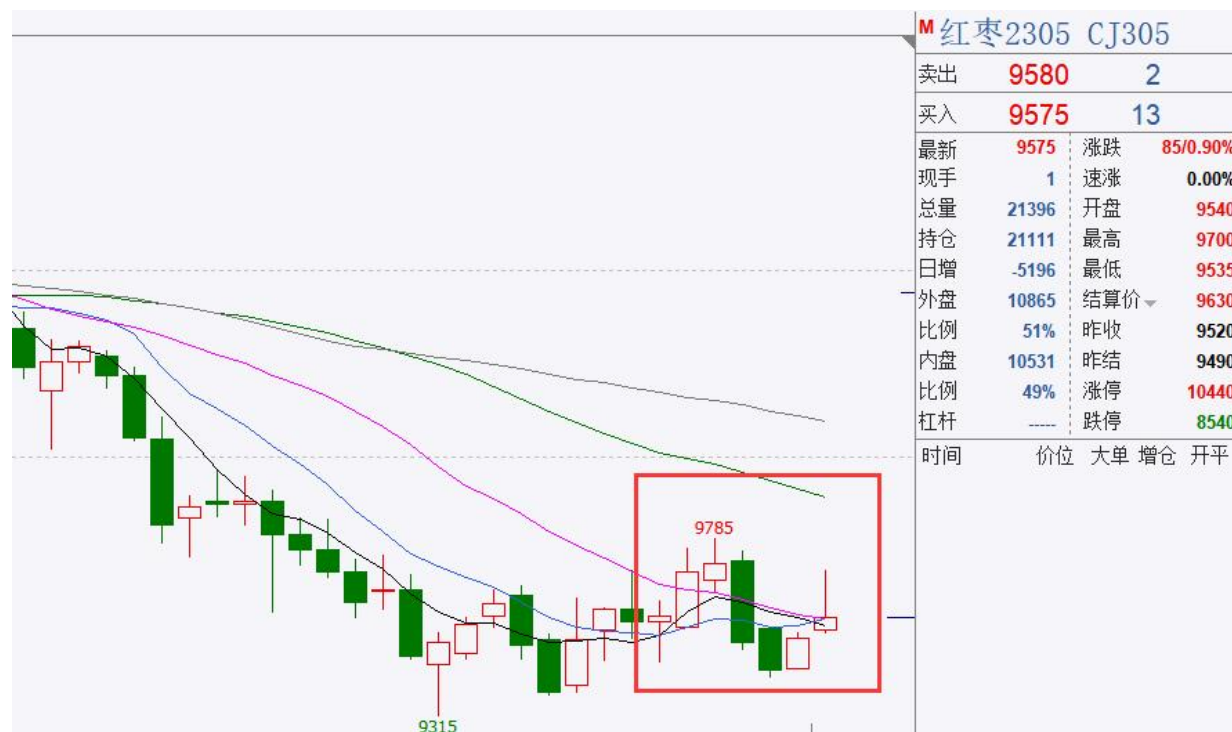 M 红枣2305 CJ305
卖出 9580 2
买入 9575 13
最新 9575 涨跌 85/0.90%
现手 1 速涨 0.00%
总量 21396 开盘 9540
持仓 21111 最高 9700
日增 -5196 最低 9535
外盘 10865 结算价 9630
比例 51% 昨收 9520
内盘 10531 昨结 9490
比例 49% 涨停 10440
杠杆 ----- 跌停 8540
时间 价位 大单 增仓 开平
9785
9315